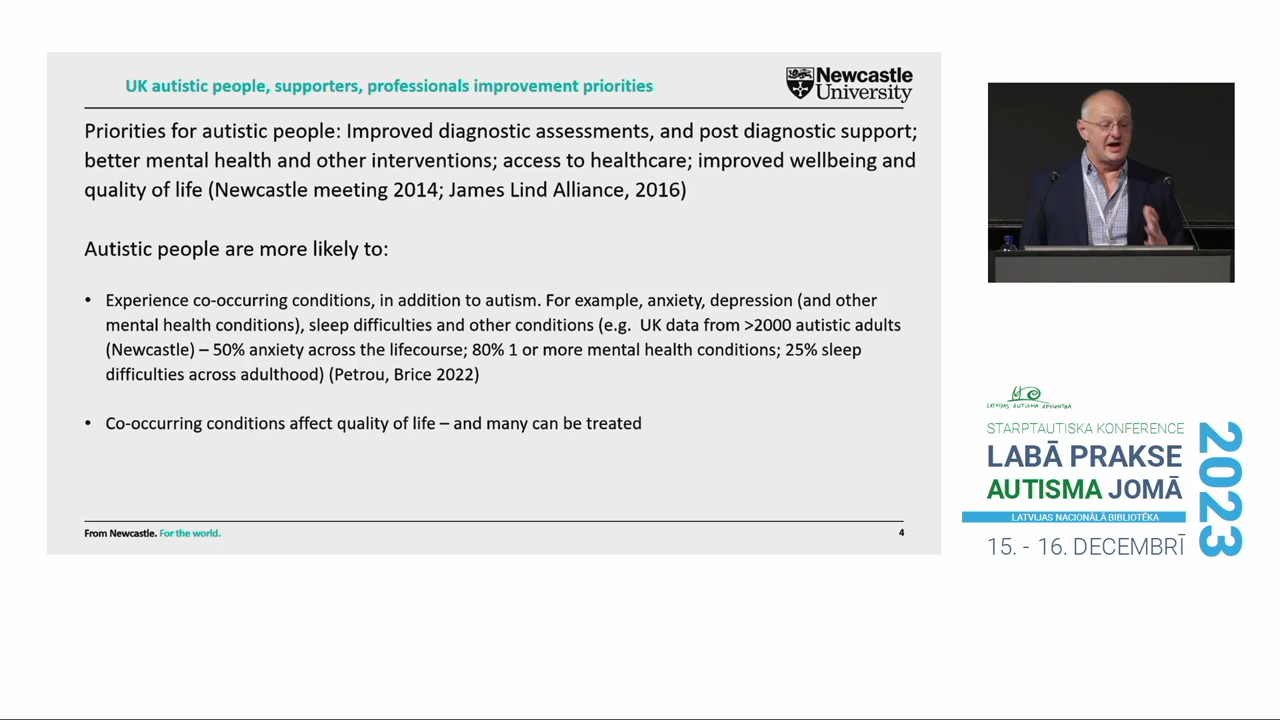 UK autistic people, supporters, professionals improvement priorities
Newcastle
University
Priorities for autistic people: Improved diagnostic assessments, and post diagnostic support;
better mental health and other interventions; access to healthcare; improved wellbeing and
quality of life (Newcastle meeting 2014; James Lind Alliance, 2016)
Autistic people are more likely to:
• Experience co-occurring conditions, in addition to autism. For example, anxiety, depression (and other
mental health conditions), sleep difficulties and other conditions (e.g. UK data from >2000 autistic adults
(Newcastle) – 50% anxiety across the lifecourse; 80% 1 or more mental health conditions; 25% sleep
difficulties across adulthood) (Petrou, Brice 2022)
• Co-occurring conditions affect quality of life – and many can be treated
From Newcastle. For the world.
4
LATVIJAS AUTISMA APVIENĪBA
STARPTAUTISKA KONFERENCE
LABĀ PRAKSE
AUTISMA JOMĀ
LATVIJAS NACIONĀLĀ BIBLIOTĒKA
15. - 16. DECEMBRĪ
2023